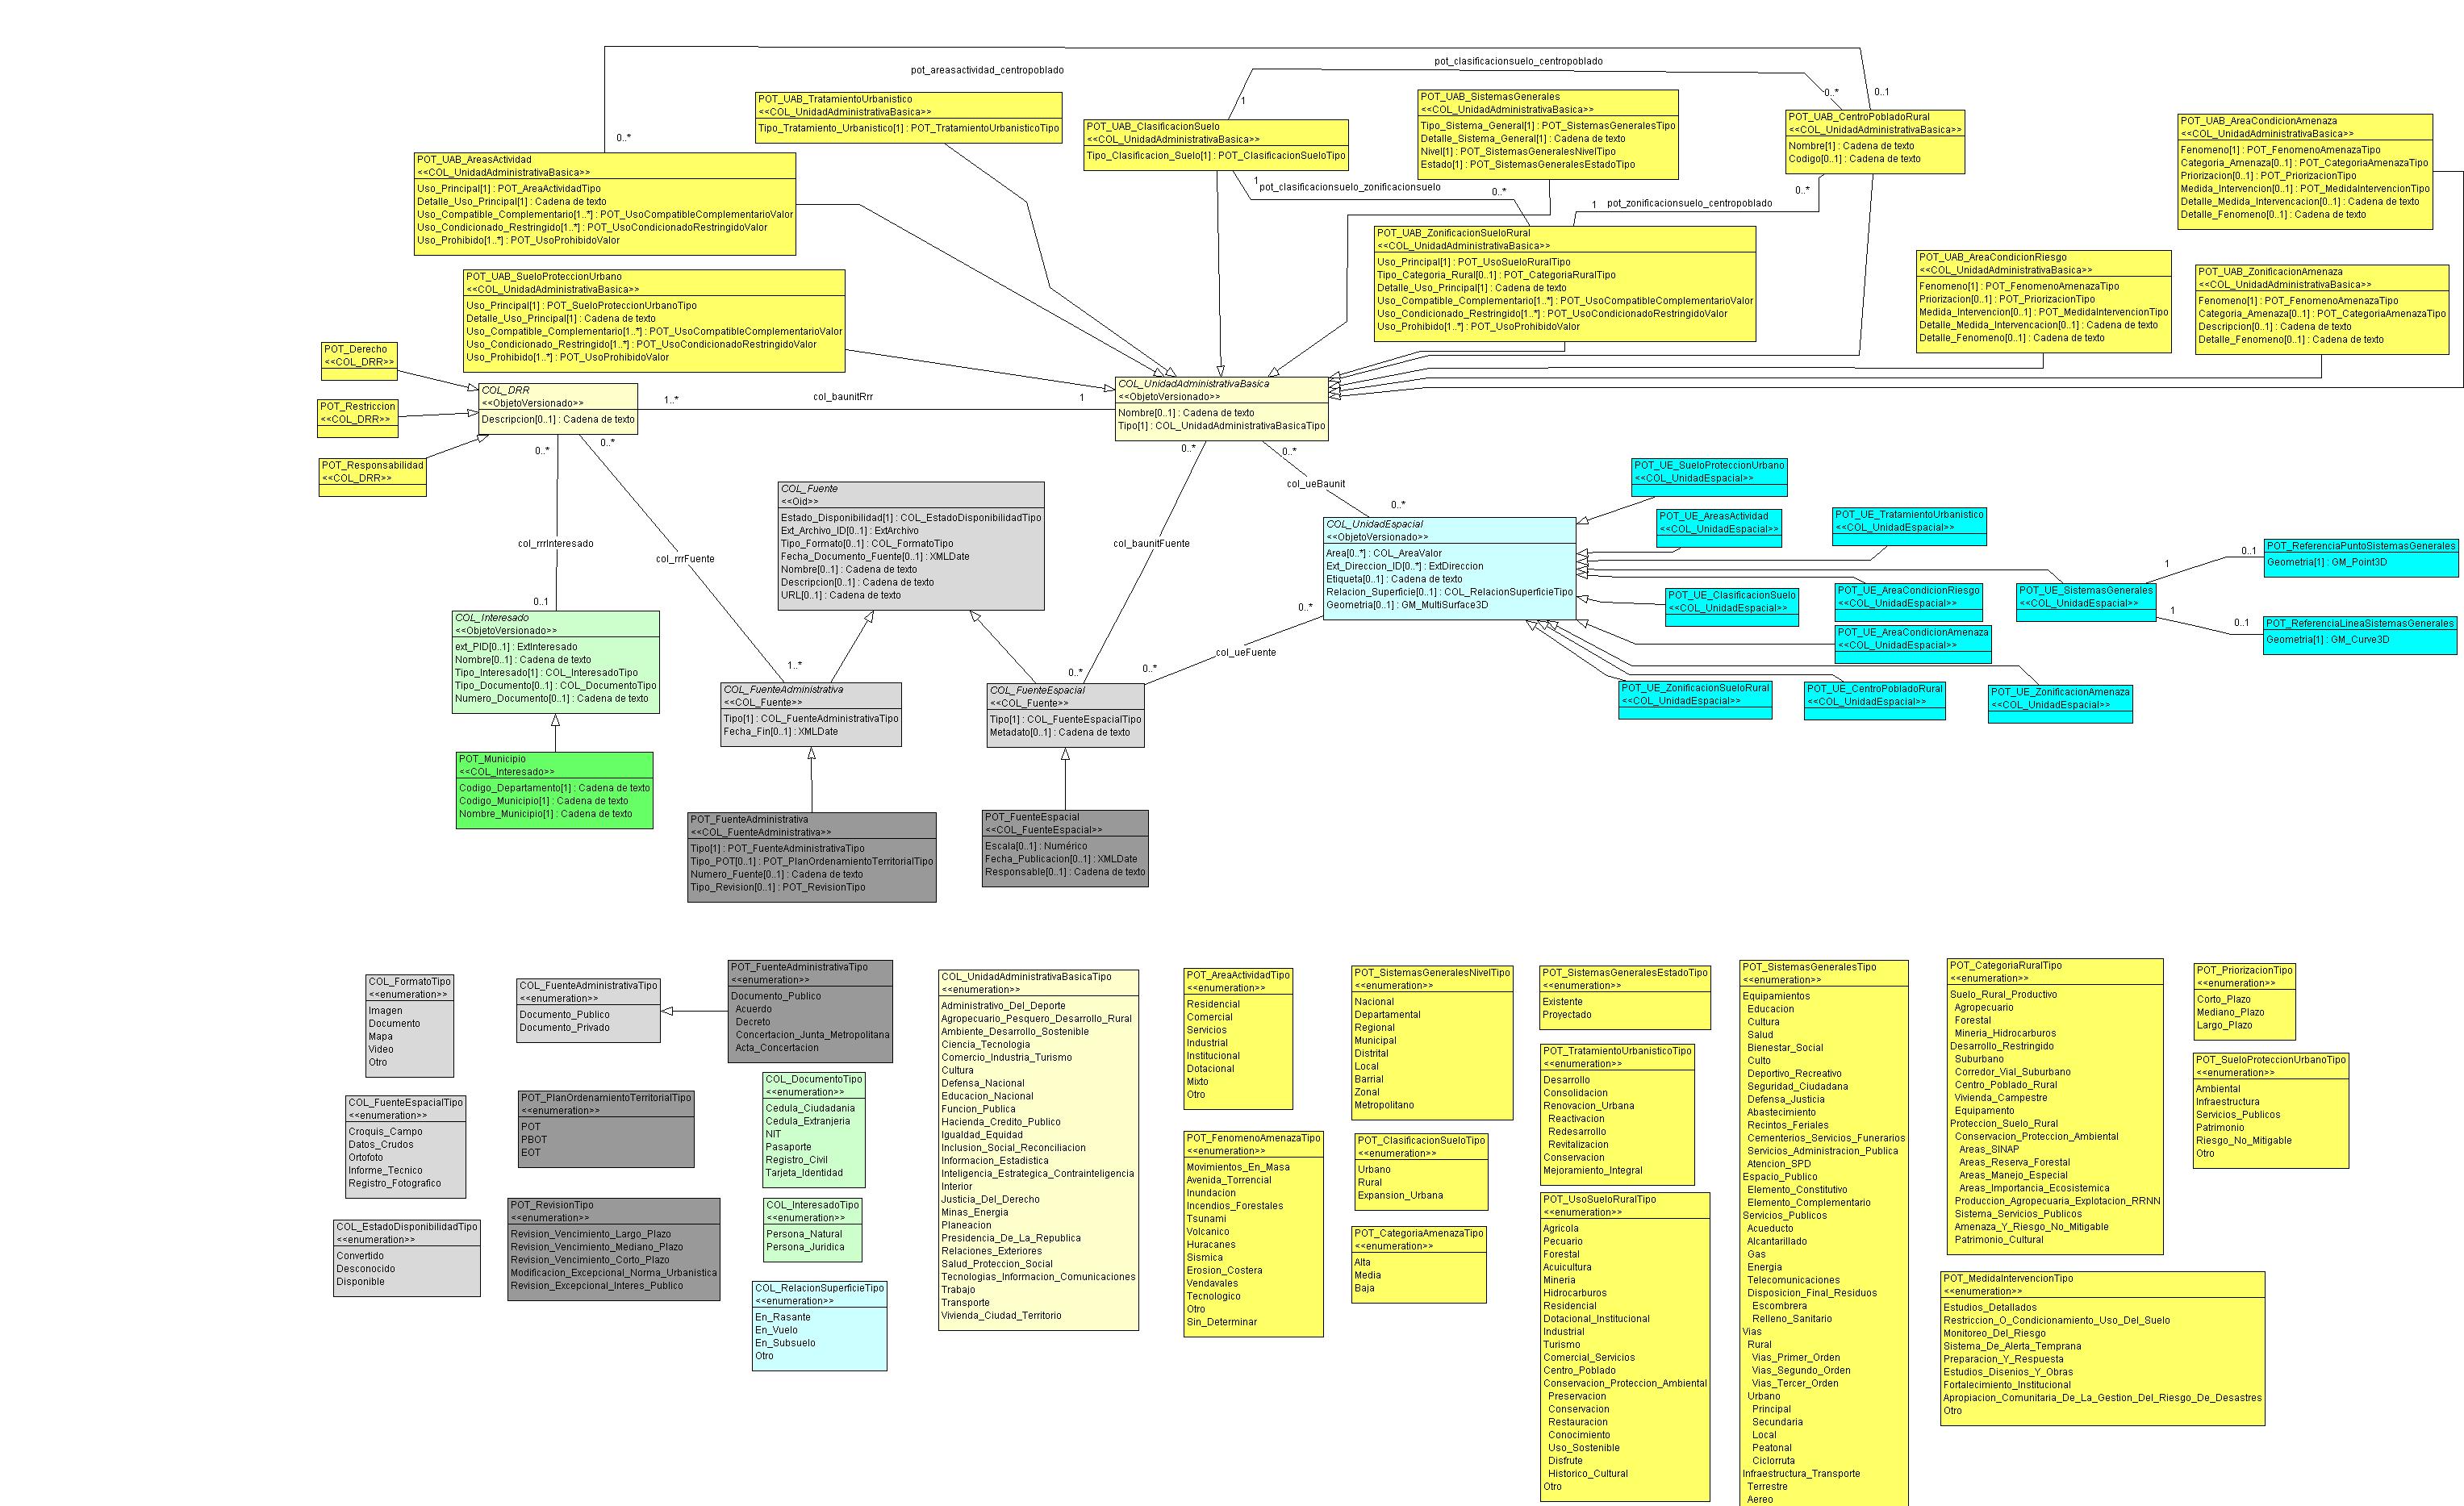 pot_areasactividad_centropoblado
pot_clasificacionsuelo_centropoblado
0..*
0..1
1
0..*
POT_UAB_TratamientoUrbanistico
<<COL_UnidadAdministrativaBasica>>
Tipo_Tratamiento_Urbanistico[1] : POT_TratamientoUrbanisticoTipo
POT_UAB_ClasificacionSuelo
<<COL_UnidadAdministrativaBasica>>
Tipo_Clasificacion_Suelo[1] : POT_ClasificacionSueloTipo
POT_UAB_SistemasGenerales
<<COL_UnidadAdministrativaBasica>>
Tipo_Sistema_General[1] : POT_SistemasGeneralesTipo
Detalle_Sistema_General[1] : Cadena de texto
Nivel[1] : POT_SistemasGeneralesNivelTipo
Estado[1] : POT_SistemasGeneralesEstadoTipo
POT_UAB_CentroPobladoRural
<<COL_UnidadAdministrativaBasica>>
Nombre[1] : Cadena de texto
Codigo[0..1] : Cadena de texto
POT_UAB_AreaCondicionAmenaza
<<COL_UnidadAdministrativaBasica>>
Fenomeno[1] : POT_FenomenoAmenazaTipo
Categoria_Amenaza[0..1] : POT_CategoriaAmenazaTipo
Priorizacion[0..1] : POT_PriorizacionTipo
Medida_Intervencion[0..1] : POT_MedidaIntervencionTipo
Detalle_Medida_Intervencacion[0..1] : Cadena de texto
Detalle_Fenomeno[0..1] : Cadena de texto
POT_UAB_AreasActividad
<<COL_UnidadAdministrativaBasica>>
Uso_Principal[1] : POT_AreaActividadTipo
Detalle_Uso_Principal[1] : Cadena de texto
Uso_Compatible_Complementario[1..*] : POT_UsoCompatibleComplementarioValor
Uso_Condicionado_Restringido[1..*] : POT_UsoCondicionadoRestringidoValor
Uso_Prohibido[1..*] : POT_UsoProhibidoValor
1
pot_clasificacionsuelo_zonificacionsuelo
0..*
1
pot_zonificacionsuelo_centropoblado
0..*
POT_UAB_ZonificacionSueloRural
<<COL_UnidadAdministrativaBasica>>
Uso_Principal[1] : POT_UsoSueloRuralTipo
Tipo_Categoria_Rural[0..1] : POT_CategoriaRuralTipo
Detalle_Uso_Principal[1] : Cadena de texto
Uso_Compatible_Complementario[1..*] : POT_UsoCompatibleComplementarioValor
Uso_Condicionado_Restringido[1..*] : POT_UsoCondicionadoRestringidoValor
Uso_Prohibido[1..*] : POT_UsoProhibidoValor
POT_UAB_AreaCondicionRiesgo
<<COL_UnidadAdministrativaBasica>>
Fenomeno[1] : POT_FenomenoAmenazaTipo
Priorizacion[0..1] : POT_PriorizacionTipo
Medida_Intervencion[0..1] : POT_MedidaIntervencionTipo
Detalle_Medida_Intervencacion[0..1] : Cadena de texto
Detalle_Fenomeno[0..1] : Cadena de texto
POT_UAB_ZonificacionAmenaza
<<COL_UnidadAdministrativaBasica>>
Fenomeno[1] : POT_FenomenoAmenazaTipo
Categoria_Amenaza[0..1] : POT_CategoriaAmenazaTipo
Descripcion[0..1] : Cadena de texto
Detalle_Fenomeno[0..1] : Cadena de texto
POT_UAB_SueloProteccionUrbano
<<COL_UnidadAdministrativaBasica>>
Uso_Principal[1] : POT_SueloProteccionUrbanoTipo
Detalle_Uso_Principal[1] : Cadena de texto
Uso_Compatible_Complementario[1..*] : POT_UsoCompatibleComplementarioValor
Uso_Condicionado_Restringido[1..*] : POT_UsoCondicionadoRestringidoValor
Uso_Prohibido[1..*] : POT_UsoProhibidoValor
POT_Derecho
<<COL_DRR>>
POT_Restriccion
<<COL_DRR>>
POT_Responsabilidad
<<COL_DRR>>
COL_DRR
<<ObjetoVersionado>>
Descripcion[0..1] : Cadena de texto
1..*
col_baunitRrr
1
COL_UnidadAdministrativaBasica
<<ObjetoVersionado>>
Nombre[0..1] : Cadena de texto
Tipo[1] : COL_UnidadAdministrativaBasicaTipo
0..*
0..*
0..*
0..*
col_ueBaunit
0..*
col_rrrInteresado
col_rrrFuente
col_baunitFuente
0..1
1..*
0..*
0..*
col_ueFuente
0..*
COL_Fuente
<<Oid>>
Estado_Disponibilidad[1] : COL_EstadoDisponibilidadTipo
Ext_Archivo_ID[0..1] : ExtArchivo
Tipo_Formato[0..1] : COL_FormatoTipo
Fecha_Documento_Fuente[0..1] : XMLDate
Nombre[0..1] : Cadena de texto
Descripcion[0..1] : Cadena de texto
URL[0..1] : Cadena de texto
COL_UnidadEspacial
<<ObjetoVersionado>>
Area[0..*] : COL_AreaValor
Ext_Direccion_ID[0..*] : ExtDireccion
Etiqueta[0..1] : Cadena de texto
Relacion_Superficie[0..1] : COL_RelacionSuperficieTipo
Geometria[0..1] : GM_MultiSurface3D
POT_UE_SueloProteccionUrbano
<<COL_UnidadEspacial>>
POT_UE_AreasActividad
<<COL_UnidadEspacial>>
POT_UE_TratamientoUrbanistico
<<COL_UnidadEspacial>>
POT_UE_ClasificacionSuelo
<<COL_UnidadEspacial>>
POT_UE_AreaCondicionRiesgo
<<COL_UnidadEspacial>>
POT_UE_AreaCondicionAmenaza
<<COL_UnidadEspacial>>
POT_UE_SistemasGenerales
<<COL_UnidadEspacial>>
1
0..1
POT_ReferenciaPuntoSistemasGenerales
Geometria[1] : GM_Point3D
1
0..1
POT_ReferenciaLineaSistemasGenerales
Geometria[1] : GM_Curve3D
POT_UE_ZonificacionSueloRural
<<COL_UnidadEspacial>>
POT_UE_CentroPobladoRural
<<COL_UnidadEspacial>>
POT_UE_ZonificacionAmenaza
<<COL_UnidadEspacial>>
COL_Interesado
<<ObjetoVersionado>>
ext_PID[0..1] : ExtInteresado
Nombre[0..1] : Cadena de texto
Tipo_Interesado[1] : COL_InteresadoTipo
Tipo_Documento[0..1] : COL_DocumentoTipo
Numero_Documento[0..1] : Cadena de texto
COL_FuenteAdministrativa
<<COL_Fuente>>
Tipo[1] : COL_FuenteAdministrativaTipo
Fecha_Fin[0..1] : XMLDate
COL_FuenteEspacial
<<COL_Fuente>>
Tipo[1] : COL_FuenteEspacialTipo
Metadato[0..1] : Cadena de texto
POT_Municipio
<<COL_Interesado>>
Codigo_Departamento[1] : Cadena de texto
Codigo_Municipio[1] : Cadena de texto
Nombre_Municipio[1] : Cadena de texto
POT_FuenteAdministrativa
<<COL_FuenteAdministrativa>>
Tipo[1] : POT_FuenteAdministrativaTipo
Tipo_POT[0..1] : POT_PlanOrdenamientoTerritorialTipo
Numero_Fuente[0..1] : Cadena de texto
Tipo_Revision[0..1] : POT_RevisionTipo
POT_FuenteEspacial
<<COL_FuenteEspacial>>
Escala[0..1] : Numérico
Fecha_Publicacion[0..1] : XMLDate
Responsable[0..1] : Cadena de texto
COL_FormatoTipo
<<enumeration>>
Imagen
Documento
Mapa
Video
Otro
COL_FuenteEspacialTipo
<<enumeration>>
Croquis_Campo
Datos_Crudos
Ortofoto
Informe_Tecnico
Registro_Fotografico
COL_EstadoDisponibilidadTipo
<<enumeration>>
Convertido
Desconocido
Disponible
COL_FuenteAdministrativaTipo
<<enumeration>>
Documento_Publico
Documento_Privado
POT_PlanOrdenamientoTerritorialTipo
<<enumeration>>
POT
PBOT
EOT
POT_RevisionTipo
<<enumeration>>
Revision_Vencimiento_Largo_Plazo
Revision_Vencimiento_Mediano_Plazo
Revision_Vencimiento_Corto_Plazo
Modificacion_Excepcional_Norma_Urbanistica
Revision_Excepcional_Interes_Publico
POT_FuenteAdministrativaTipo
<<enumeration>>
Documento_Publico
Acuerdo
Decreto
Concertacion_Junta_Metropolitana
Acta_Concertacion
COL_DocumentoTipo
<<enumeration>>
Cedula_Ciudadania
Cedula_Extranjeria
NIT
Pasaporte
Registro_Civil
Tarjeta_Identidad
COL_InteresadoTipo
<<enumeration>>
Persona_Natural
Persona_Juridica
COL_RelacionSuperficieTipo
<<enumeration>>
En_Rasante
En_Vuelo
En_Subsuelo
Otro
COL_UnidadAdministrativaBasicaTipo
<<enumeration>>
Administrativo_Del_Deporte
Agropecuario_Pesquero_Desarrollo_Rural
Ambiente_Desarrollo_Sostenible
Ciencia_Tecnologia
Comercio_Industria_Turismo
Cultura
Defensa_Nacional
Educacion_Nacional
Funcion_Publica
Hacienda_Credito_Publico
Igualdad_Equidad
Inclusion_Social_Reconciliacion
Informacion_Estadistica
Inteligencia_Estrategica_Contrainteligencia
Interior
Justicia_Del_Derecho
Minas_Energia
Planeacion
Presidencia_De_La_Republica
Relaciones_Exteriores
Salud_Proteccion_Social
Tecnologias_Informacion_Comunicaciones
Trabajo
Transporte
Vivienda_Ciudad_Territorio
POT_AreaActividadTipo
<<enumeration>>
Residencial
Comercial
Servicios
Industrial
Institucional
Dotacional
Mixto
Otro
POT_FenomenoAmenazaTipo
<<enumeration>>
Movimientos_En_Masa
Avenida_Torrencial
Inundacion
Incendios_Forestales
Tsunami
Volcanico
Huracanes
Sismica
Erosion_Costera
Vendavales
Tecnologico
Otro
Sin_Determinar
POT_SistemasGeneralesNivelTipo
<<enumeration>>
Nacional
Departamental
Regional
Municipal
Distrital
Local
Barrial
Zonal
Metropolitano
POT_ClasificacionSueloTipo
<<enumeration>>
Urbano
Rural
Expansion_Urbana
POT_CategoriaAmenazaTipo
<<enumeration>>
Alta
Media
Baja
POT_SistemasGeneralesEstadoTipo
<<enumeration>>
Existente
Proyectado
POT_TratamientoUrbanisticoTipo
<<enumeration>>
Desarrollo
Consolidacion
Renovacion_Urbana
Reactivacion
Redesarrollo
Revitalizacion
Conservacion
Mejoramiento_Integral
POT_UsoSueloRuralTipo
<<enumeration>>
Agricola
Pecuario
Forestal
Acuicultura
Mineria
Hidrocarburos
Residencial
Dotacional_Institucional
Industrial
Turismo
Comercial_Servicios
Centro_Poblado
Conservacion_Proteccion_Ambiental
Preservacion
Conservacion
Restauracion
Conocimiento
Uso_Sostenible
Disfrute
Historico_Cultural
Otro
POT_SistemasGeneralesTipo
<<enumeration>>
Equipamientos
Educacion
Cultura
Salud
Bienestar_Social
Culto
Deportivo_Recreativo
Seguridad_Ciudadana
Defensa_Justicia
Abastecimiento
Recintos_Feriales
Cementerios_Servicios_Funerarios
Servicios_Administracion_Publica
Atencion_SPD
Espacio_Publico
Elemento_Constitutivo
Elemento_Complementario
Servicios_Publicos
Acueducto
Alcantarillado
Gas
Energia
Telecomunicaciones
Disposicion_Final_Residuos
Escombrera
Relleno_Sanitario
Vias
Rural
Vias_Primer_Orden
Vias_Segundo_Orden
Vias_Tercer_Orden
Urbano
Principal
Secundaria
Local
Peatonal
Ciclorruta
Infraestructura_Transporte
Terrestre
Aereo
POT_CategoriaRuralTipo
<<enumeration>>
Suelo_Rural_Productivo
Agropecuario
Forestal
Mineria_Hidrocarburos
Desarrollo_Restringido
Suburbano
Corredor_Vial_Suburbano
Centro_Poblado_Rural
Vivienda_Campestre
Equipamento
Proteccion_Suelo_Rural
Conservacion_Proteccion_Ambiental
Areas_SINAP
Areas_Reserva_Forestal
Areas_Manejo_Especial
Areas_Importancia_Ecosistemica
Produccion_Agropecuaria_Explotacion_RRNN
Sistema_Servicios_Publicos
Amenaza_Y_Riesgo_No_Mitigable
Patrimonio_Cultural
POT_MedidaIntervencionTipo
<<enumeration>>
Estudios_Detallados
Restriccion_O_Condicionamiento_Uso_Del_Suelo
Monitoreo_Del_Riesgo
Sistema_De_Alerta_Temprana
Preparacion_Y_Respuesta
Estudios_Disenios_Y_Obras
Fortalecimiento_Institucional
Apropiacion_Comunitaria_De_La_Gestion_Del_Riesgo_De_Desastres
Otro
POT_PriorizacionTipo
<<enumeration>>
Corto_Plazo
Mediano_Plazo
Largo_Plazo
POT_SueloProteccionUrbanoTipo
<<enumeration>>
Ambiental
Infraestructura
Servicios_Publicos
Patrimonio
Riesgo_No_Mitigable
Otro